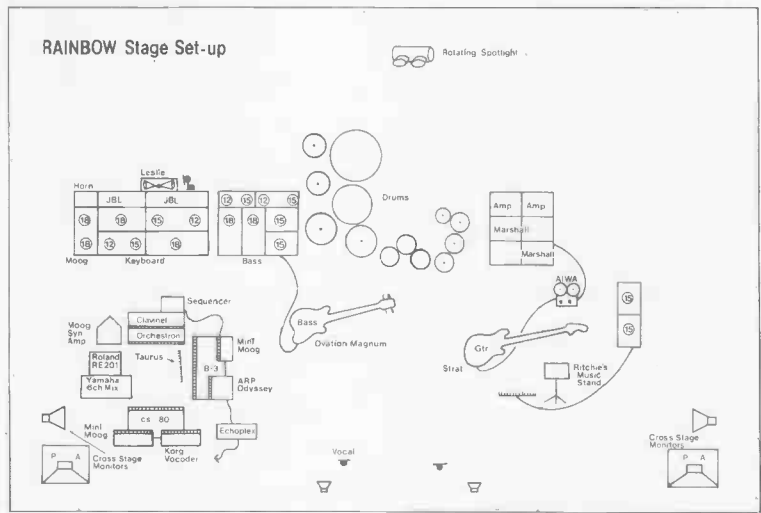 RAINBOW Stage Set-up
Rotating Spotlight
Leslie
Horn
JBL
JBL
12
15
12
15
18
18
15
12
18
18
15
18
12
15
18
15
Moog
Keyboard
Bass
Drums
Amp
Amp
Marshall
Marshall
AIWA
15
15
Sequencer
Clavinet
Orchestron
Moog
Syn
Amp
Taurus
Mini
Moog
B-3
ARP
Odyssey
Roland
RE201
Yamaha
6ch Mix
Bass
Ovation Magnum
Gtr
Strat
Ritchie's
Music
Stand
Mini
Moog
cs 80
Korg
Vocoder
Echoplex
Cross Stage
Monitors
P A
Vocal
Cross Stage
Monitors
P A